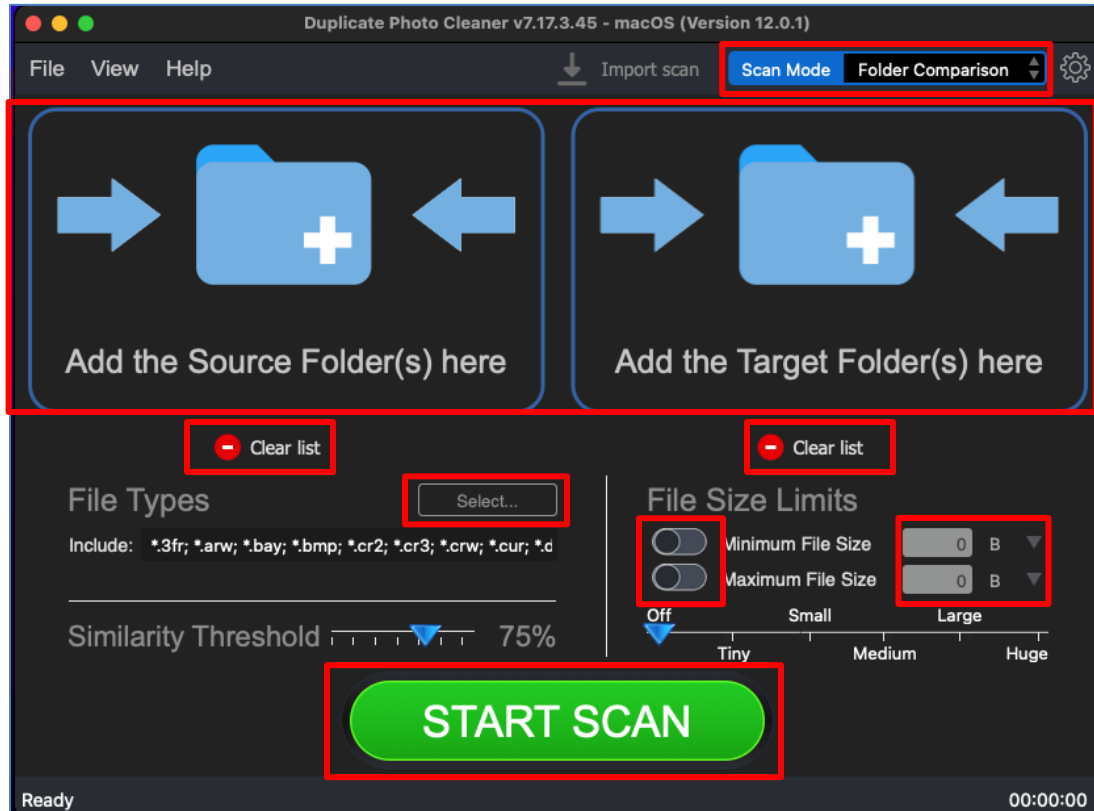 Duplicate Photo Cleaner v7.17.3.45 - macOS (Version 12.0.1)
File View Help Import scan Scan Mode Folder Comparison
Add the Source Folder(s) here Add the Target Folder(s) here
Clear list Clear list
File Types Select...
Include: *.3fr; *.arw; *.bay; *.bmp; *.cr2; *.cr3; *.crw; *.cur; *.d
Similarity Threshold 75%
File Size Limits
Minimum File Size 0 B
Maximum File Size 0 B
Off Small Large
Tiny Medium Huge
START SCAN
Ready 00:00:00